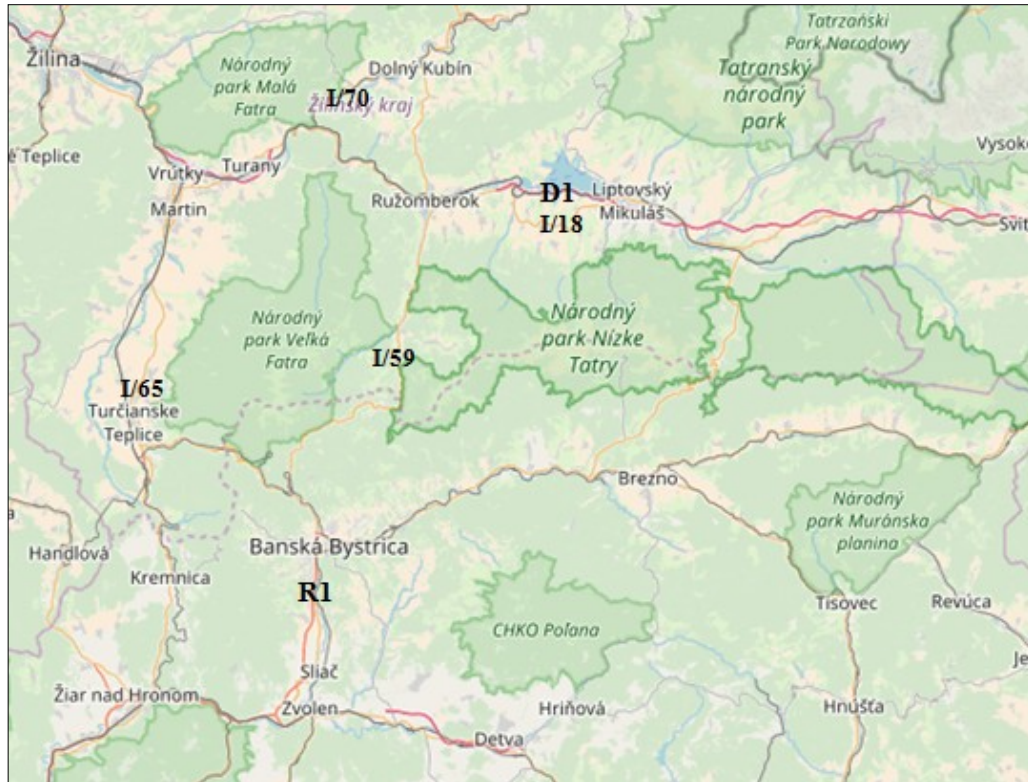 Tatrzański
Park Narodowy
Žilina
Národný
park Malá
Fatra
Dolný Kubín
Tatranský
národný
park
I/70
Žilinský kraj
Vysok
é Teplice
Vrútky
Turany
Martin
Ružomberok
D1
Liptovský
Mikuláš
I/18
Svit
Národný
park Veľká
Fatra
Národný
park Nízke
Tatry
I/59
I/65
Turčianske
Teplice
Brezno
Národný
park Muránska
planina
Handlová
Banská Bystrica
Kremnica
R1
Tisovec
Revúca
CHKO Poľana
Je
Sliač
Žiar nad Hronom
Zvolen
Hriňová
Hnúšťa
Detva